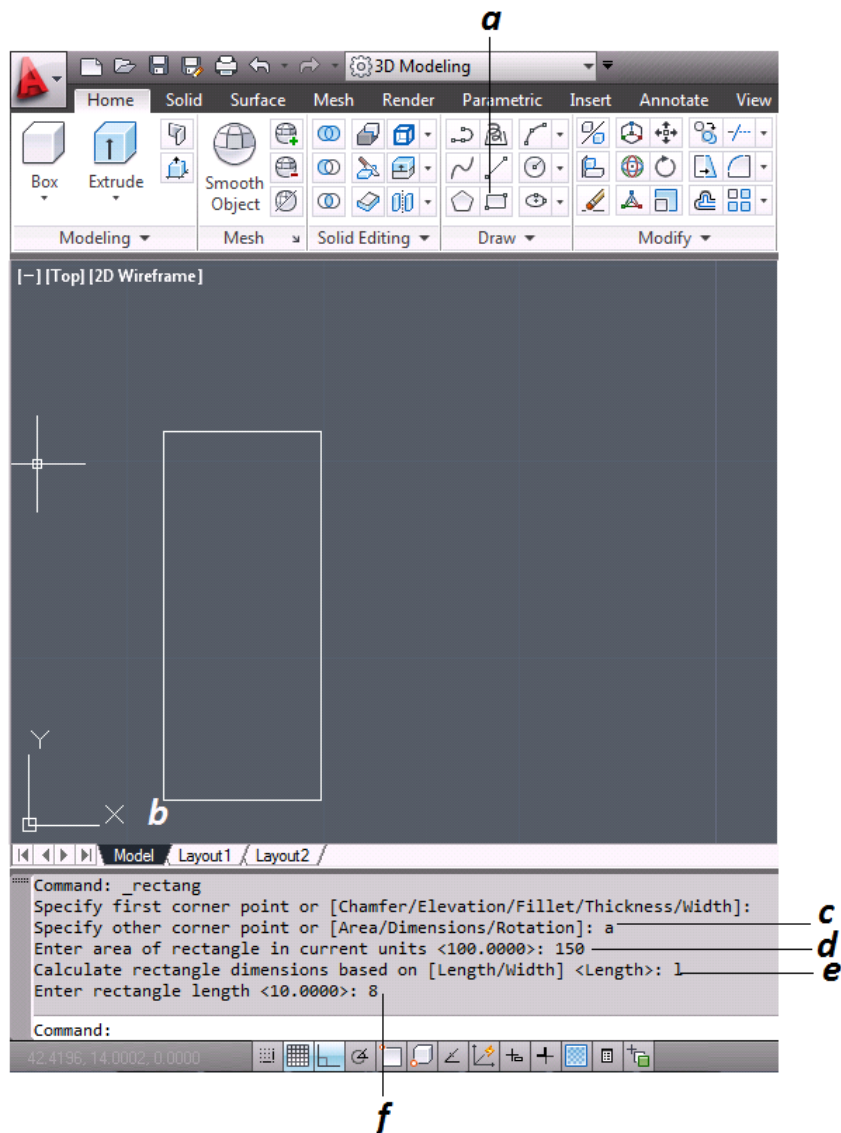 a
3D Modeling
Home Solid Surface Mesh Render Parametric Insert Annotate View
Box Extrude Smooth Object
Modeling Mesh Solid Editing Draw Modify
[−] [Top] [2D Wireframe]
Y
X
b
Model Layout1 Layout2
Command: _rectang
Specify first corner point or [Chamfer/Elevation/Fillet/Thickness/Width]:
Specify other corner point or [Area/Dimensions/Rotation]: a
c
Enter area of rectangle in current units <100.0000>: 150
d
Calculate rectangle dimensions based on [Length/Width] <Length>: l
e
Enter rectangle length <10.0000>: 8
Command:
42.4196, 14.0002, 0.0000
f